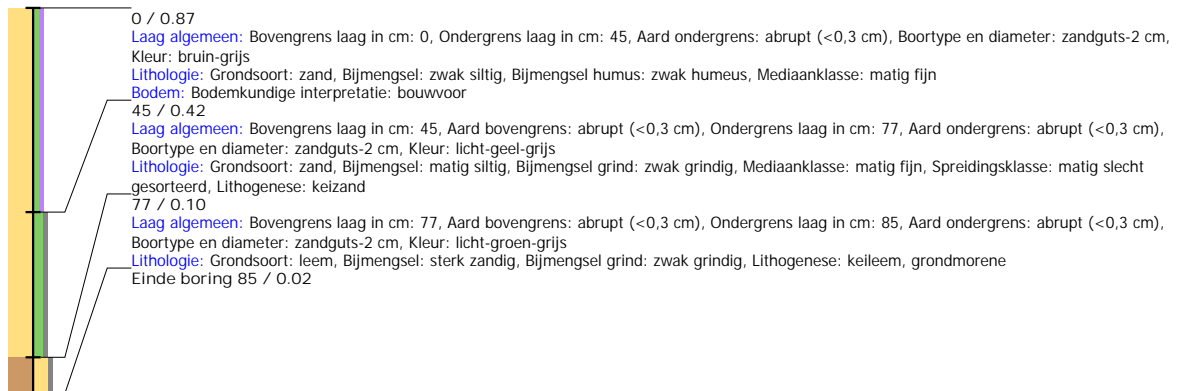 0 / 0.87
Laag algemeen: Bovengrens laag in cm: 0, Ondergrens laag in cm: 45, Aard ondergrens: abrupt (<0,3 cm), Boortype en diameter: zandguts-2 cm,
Kleur: bruin-grijs
Lithologie: Grondsoort: zand, Bijmengsel: zwak siltig, Bijmengsel humus: zwak humeus, Mediaanklasse: matig fijn
Bodem: Bodemkundige interpretatie: bouwvoor
45 / 0.42
Laag algemeen: Bovengrens laag in cm: 45, Aard bovengrens: abrupt (<0,3 cm), Ondergrens laag in cm: 77, Aard ondergrens: abrupt (<0,3 cm),
Boortype en diameter: zandguts-2 cm, Kleur: licht-geel-grijs
Lithologie: Grondsoort: zand, Bijmengsel: matig siltig, Bijmengsel grind: zwak grindig, Mediaanklasse: matig fijn, Spreidingsklasse: matig slecht
gesorteerd, Lithogenese: keizand
77 / 0.10
Laag algemeen: Bovengrens laag in cm: 77, Aard bovengrens: abrupt (<0,3 cm), Ondergrens laag in cm: 85, Aard ondergrens: abrupt (<0,3 cm),
Boortype en diameter: zandguts-2 cm, Kleur: licht-groen-grijs
Lithologie: Grondsoort: leem, Bijmengsel: sterk zandig, Bijmengsel grind: zwak grindig, Lithogenese: keileem, grondmorene
Einde boring 85 / 0.02